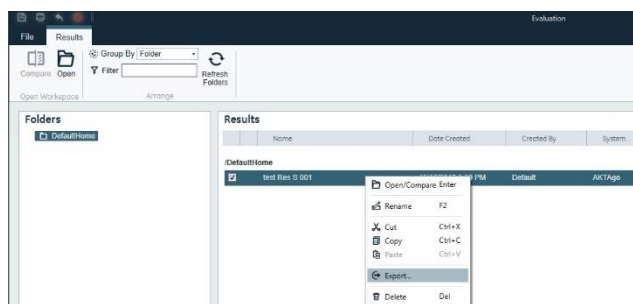 Evaluation
File Results
Compare Open
Group By Folder
Filter
Refresh Folders
Open Workspace Arrange
Folders
DefaultHome
Results
Name Date Created Created By System
/DefaultHome
test Res S 001 PM Default AKTAgo
Open/Compare Enter
Rename F2
Cut Ctrl+X
Copy Ctrl+C
Paste Ctrl+V
Export...
Delete Del